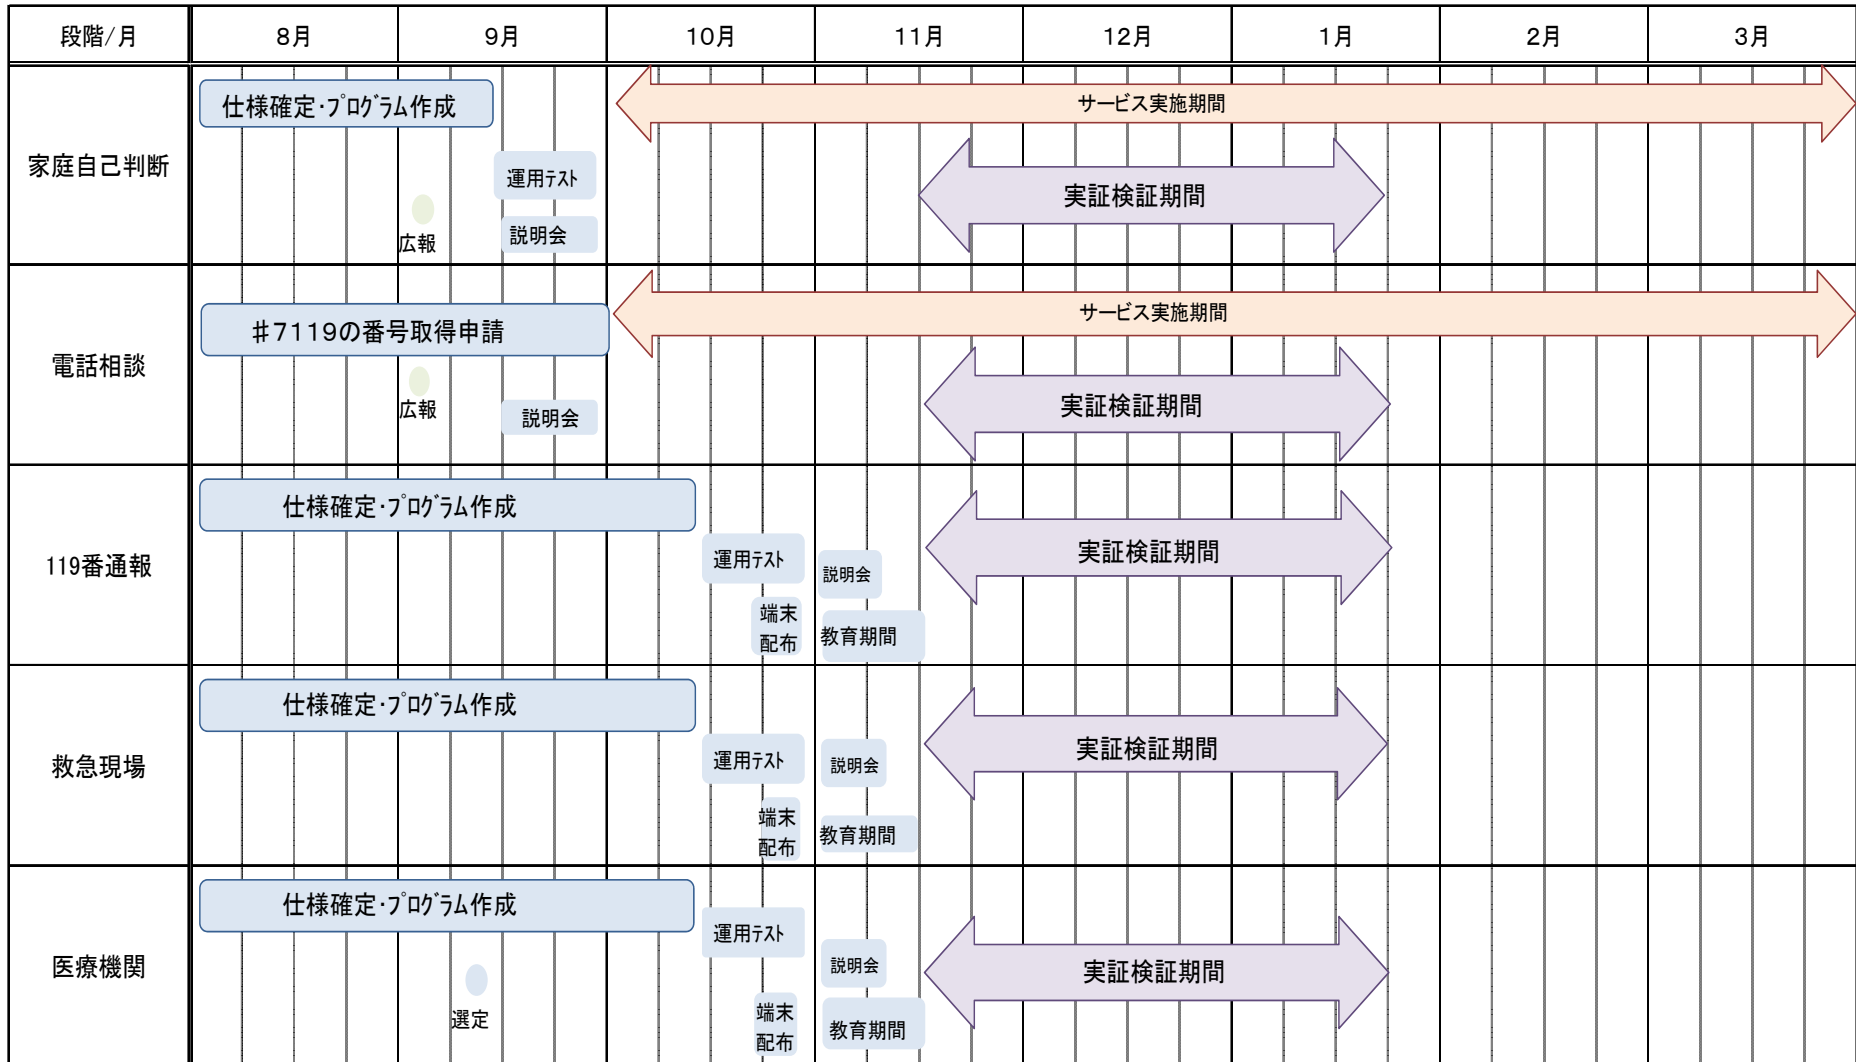 段階/月 8月 9月 10月 11月 12月 1月 2月 3月
家庭自己判断
仕様確定・ﾌﾟﾛｸﾞﾗﾑ作成
サービス実施期間
運用ﾃｽﾄ
実証検証期間
広報
説明会
電話相談
♯7119の番号取得申請
サービス実施期間
広報
説明会
実証検証期間
119番通報
仕様確定・ﾌﾟﾛｸﾞﾗﾑ作成
運用ﾃｽﾄ
説明会
実証検証期間
端末
配布
教育期間
救急現場
仕様確定・ﾌﾟﾛｸﾞﾗﾑ作成
運用ﾃｽﾄ
説明会
実証検証期間
端末
配布
教育期間
医療機関
仕様確定・ﾌﾟﾛｸﾞﾗﾑ作成
選定
運用ﾃｽﾄ
説明会
実証検証期間
端末
配布
教育期間